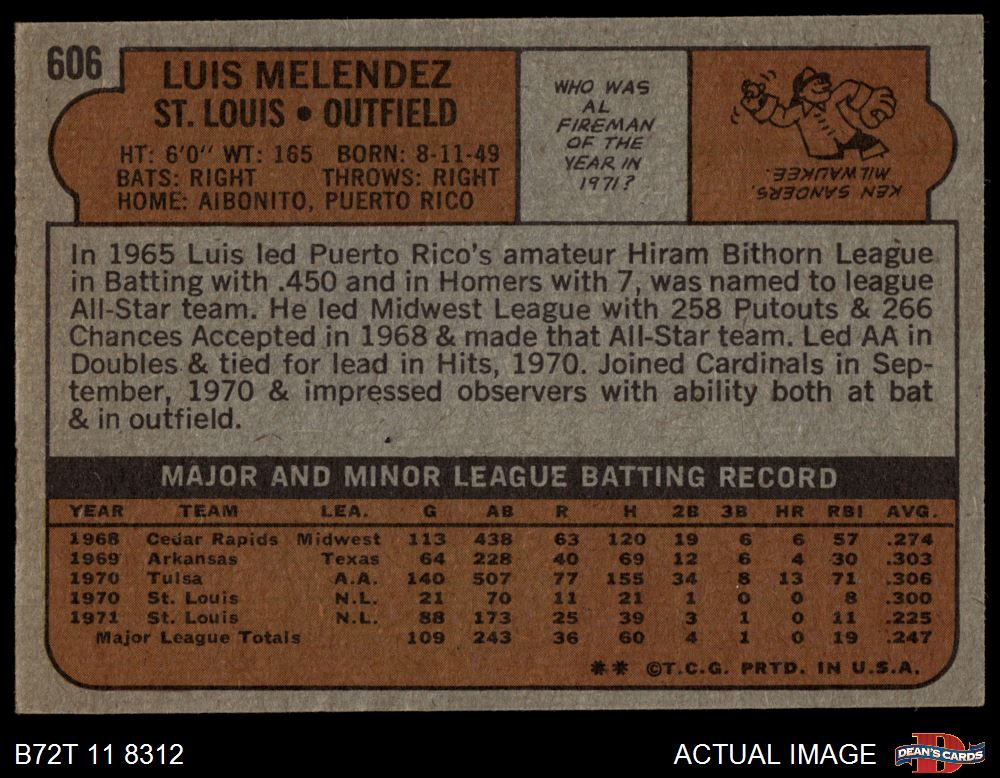 606
LUIS MELENDEZ
ST. LOUIS • OUTFIELD
HT: 6'0" WT: 165 BORN: 8-11-49
BATS: RIGHT THROWS: RIGHT
HOME: AIBONITO, PUERTO RICO
WHO WAS
AL
FIREMAN
OF THE
YEAR IN
1971?
KEN SANDERS,
MILWAUKEE.
In 1965 Luis led Puerto Rico's amateur Hiram Bithorn League
in Batting with .450 and in Homers with 7, was named to league
All-Star team. He led Midwest League with 258 Putouts & 266
Chances Accepted in 1968 & made that All-Star team. Led AA in
Doubles & tied for lead in Hits, 1970. Joined Cardinals in Sep-
tember, 1970 & impressed observers with ability both at bat
& in outfield.
MAJOR AND MINOR LEAGUE BATTING RECORD
YEAR TEAM LEA. G AB R H 2B 3B HR RBI AVG.
1968 Cedar Rapids Midwest 113 438 63 120 19 6 6 57 .274
1969 Arkansas Texas 64 228 40 69 12 6 4 30 .303
1970 Tulsa A.A. 140 507 77 155 34 8 13 71 .306
1970 St. Louis N.L. 21 70 11 21 1 0 0 8 .300
1971 St. Louis N.L. 88 173 25 39 3 1 0 11 .225
Major League Totals 109 243 36 60 4 1 0 19 .247
** ©T.C.G. PRTD. IN U.S.A.
B72T 11 8312
ACTUAL IMAGE
DEAN'S CARDS